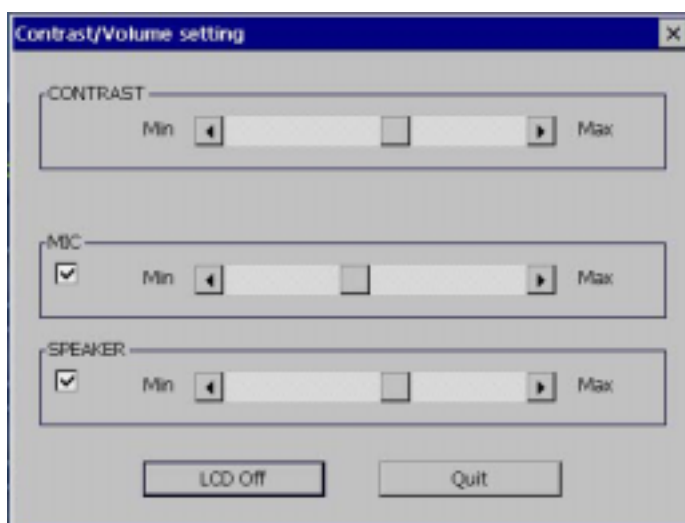 Contrast/Volume setting
CONTRAST
Min Max
MIC
Min Max
SPEAKER
Min Max
LCD Off Quit